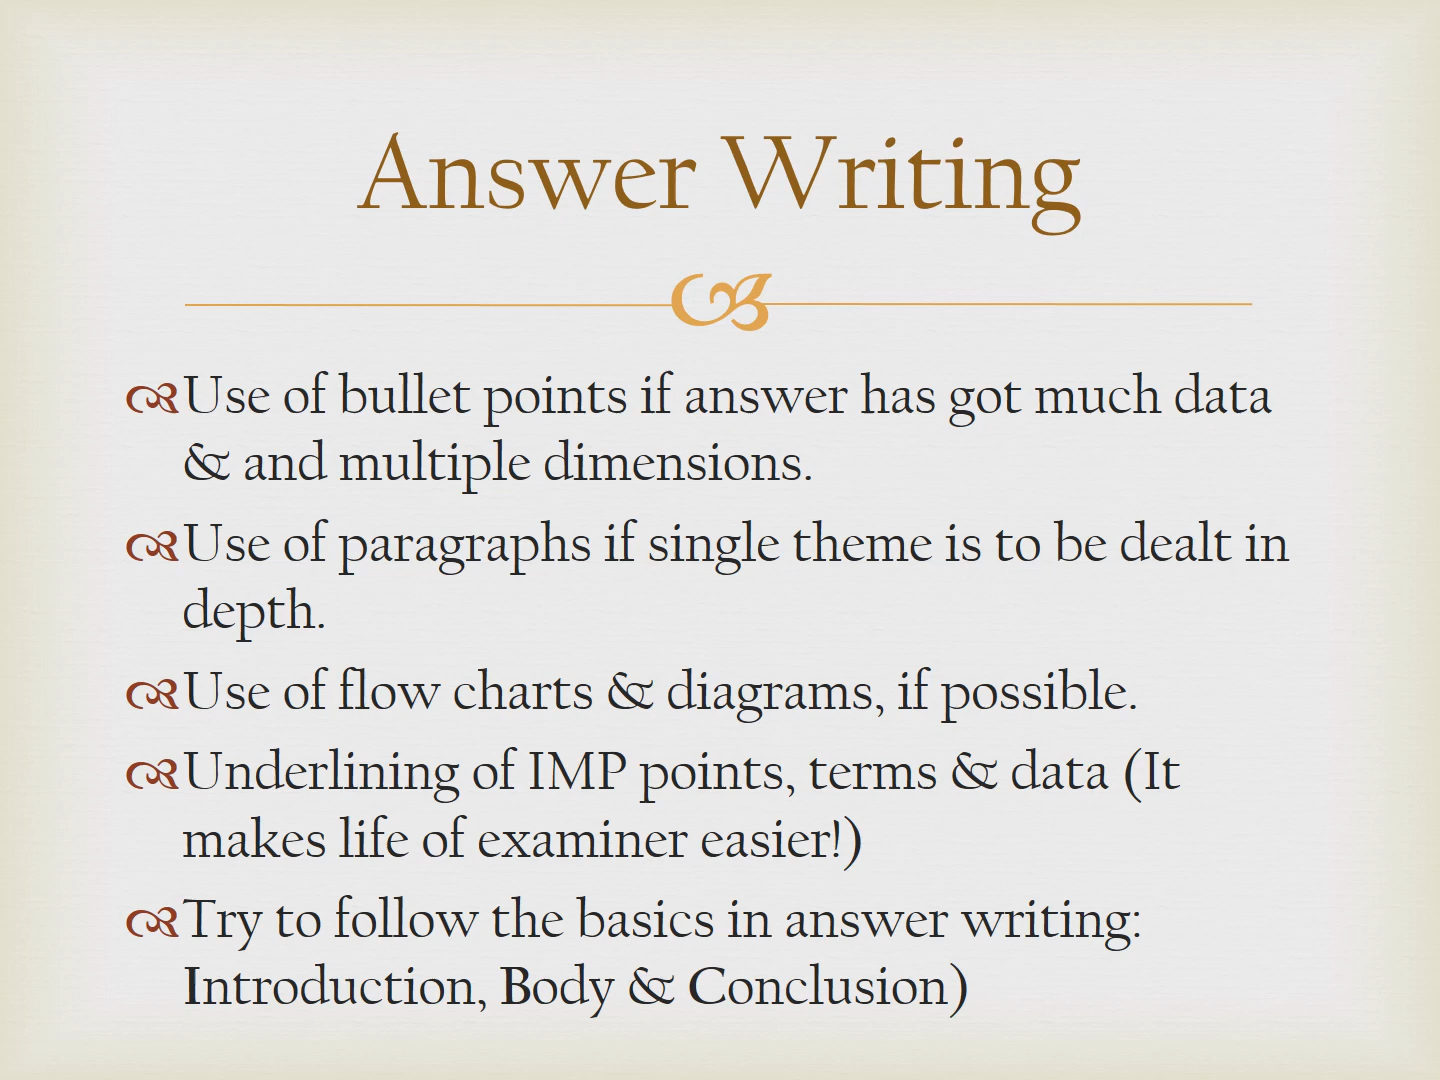 Answer Writing
Use of bullet points if answer has got much data
& and multiple dimensions.
Use of paragraphs if single theme is to be dealt in
depth.
Use of flow charts & diagrams, if possible.
Underlining of IMP points, terms & data (It
makes life of examiner easier!)
Try to follow the basics in answer writing:
Introduction, Body & Conclusion)